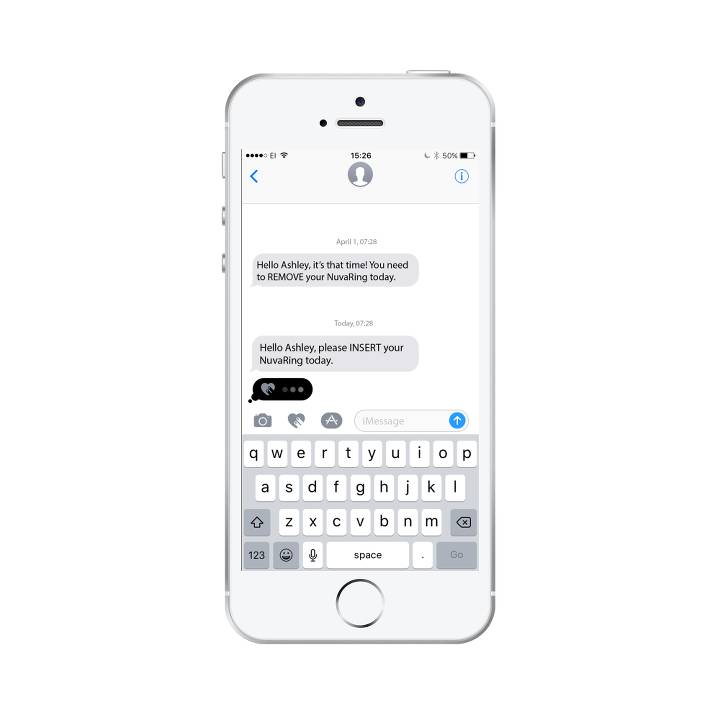 EI 15:26 50%
i
April 1, 07:28
Hello Ashley, it's that time! You need
to REMOVE your NuvaRing today.
Today, 07:28
Hello Ashley, please INSERT your
NuvaRing today.
iMessage
q w e r t y u i o p
a s d f g h j k l
z x c v b n m
123 space . Go